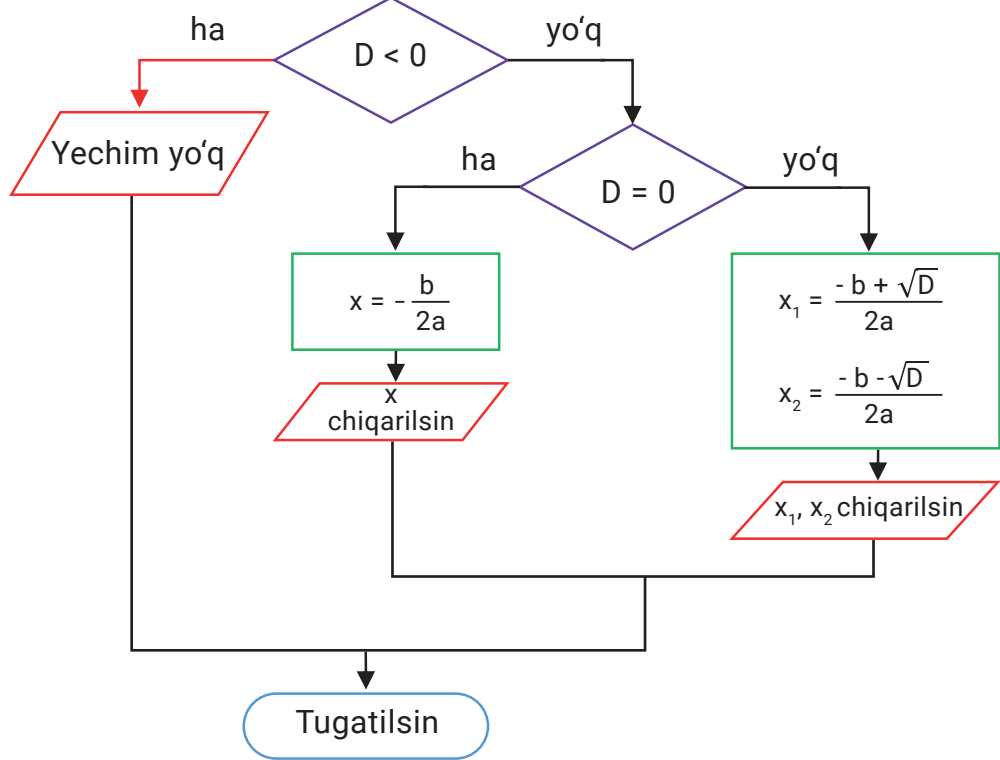 ha
D < 0
yo‘q
Yechim yo‘q
ha
D = 0
yo‘q
x = - b/2a
x
chiqarilsin
x₁ = (- b + √D)/2a
x₂ = (- b - √D)/2a
x₁, x₂ chiqarilsin
Tugatilsin